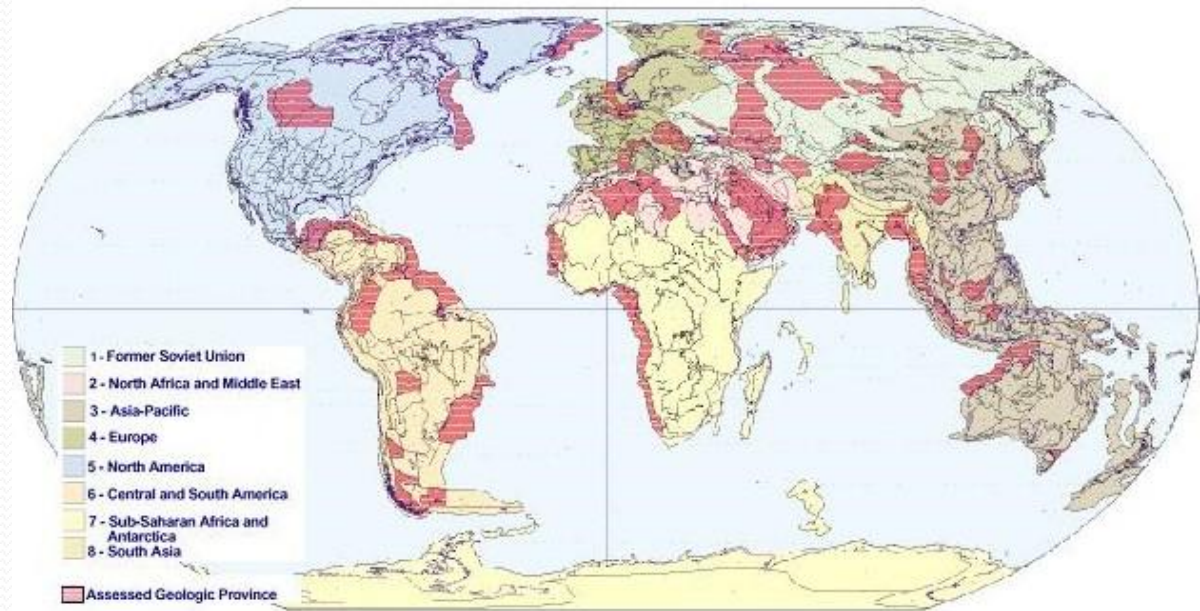 1 - Former Soviet Union
2 - North Africa and Middle East
3 - Asia-Pacific
4 - Europe
5 - North America
6 - Central and South America
7 - Sub-Saharan Africa and
Antarctica
8 - South Asia
Assessed Geologic Province